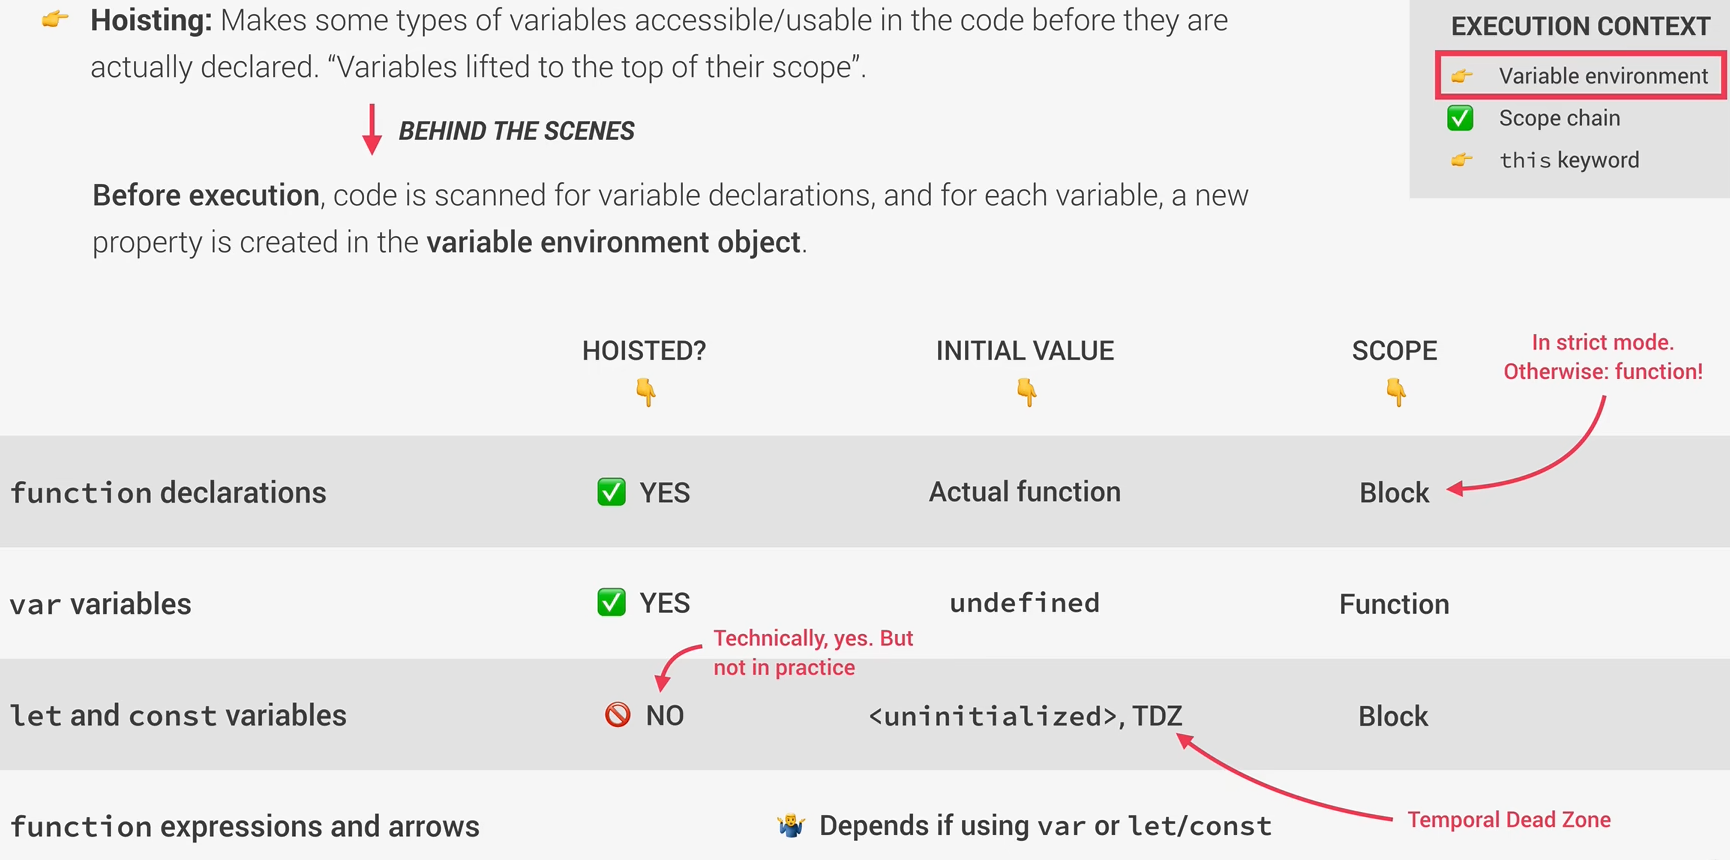 👉 Hoisting: Makes some types of variables accessible/usable in the code before they are
actually declared. “Variables lifted to the top of their scope”.
BEHIND THE SCENES
Before execution, code is scanned for variable declarations, and for each variable, a new
property is created in the variable environment object.
EXECUTION CONTEXT
👉 Variable environment
✅ Scope chain
👉 this keyword
HOISTED? INITIAL VALUE SCOPE
👇 👇 👇
In strict mode.
Otherwise: function!
function declarations ✅ YES Actual function Block
var variables ✅ YES undefined Function
Technically, yes. But
not in practice
let and const variables 🚫 NO <uninitialized>, TDZ Block
function expressions and arrows 🤷‍♂️ Depends if using var or let/const
Temporal Dead Zone